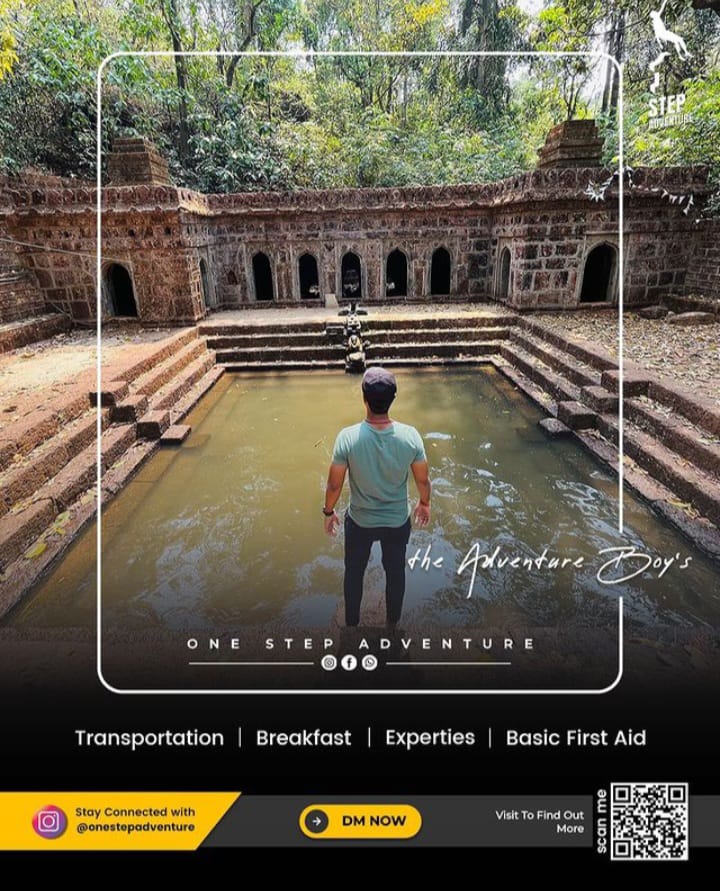 STEP
ADVENTURE
the Adventure Boy's
ONE STEP ADVENTURE
Transportation | Breakfast | Experties | Basic First Aid
Stay Connected with
@onestepadventure
DM NOW
Visit To Find Out
More
scan me